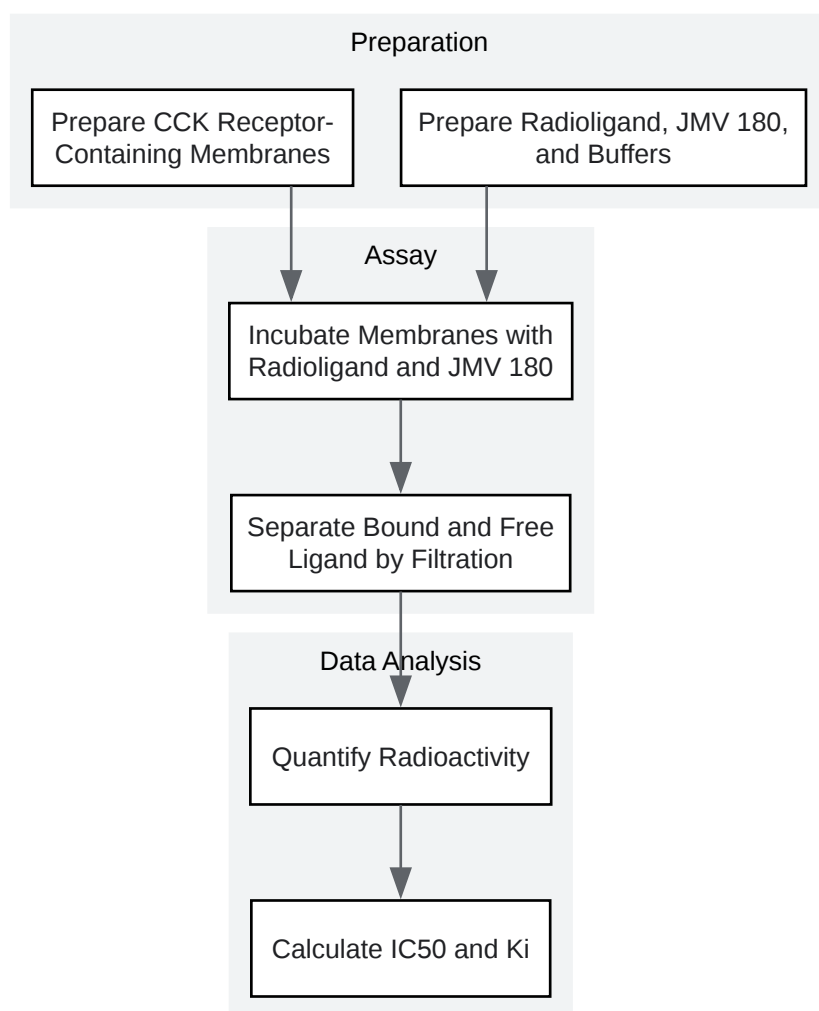 Preparation
Prepare CCK Receptor-
Containing Membranes
Prepare Radioligand, JMV 180,
and Buffers
Assay
Incubate Membranes with
Radioligand and JMV 180
Separate Bound and Free
Ligand by Filtration
Data Analysis
Quantify Radioactivity
Calculate IC50 and Ki